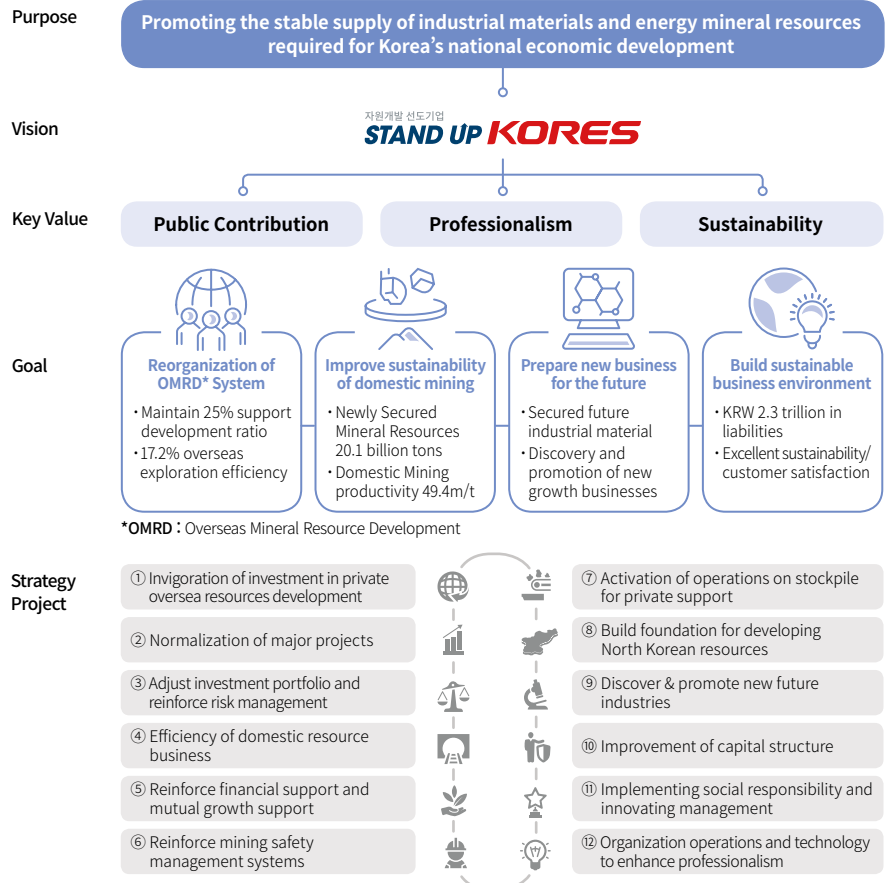 Purpose
Promoting the stable supply of industrial materials and energy mineral resources
required for Korea's national economic development
Vision
자원개발 선도기업
STAND UP KORES
Key Value
Public Contribution
Professionalism
Sustainability
Goal
Reorganization of
OMRD* System
· Maintain 25% support
development ratio
· 17.2% overseas
exploration efficiency
Improve sustainability
of domestic mining
· Newly Secured
Mineral Resources
20.1 billion tons
· Domestic Mining
productivity 49.4m/t
Prepare new business
for the future
· Secured future
industrial material
· Discovery and
promotion of new
growth businesses
Build sustainable
business environment
· KRW 2.3 trillion in
liabilities
· Excellent sustainability/
customer satisfaction
*OMRD : Overseas Mineral Resource Development
Strategy
Project
① Invigoration of investment in private
oversea resources development
② Normalization of major projects
③ Adjust investment portfolio and
reinforce risk management
④ Efficiency of domestic resource
business
⑤ Reinforce financial support and
mutual growth support
⑥ Reinforce mining safety
management systems
⑦ Activation of operations on stockpile
for private support
⑧ Build foundation for developing
North Korean resources
⑨ Discover & promote new future
industries
⑩ Improvement of capital structure
⑪ Implementing social responsibility and
innovating management
⑫ Organization operations and technology
to enhance professionalism